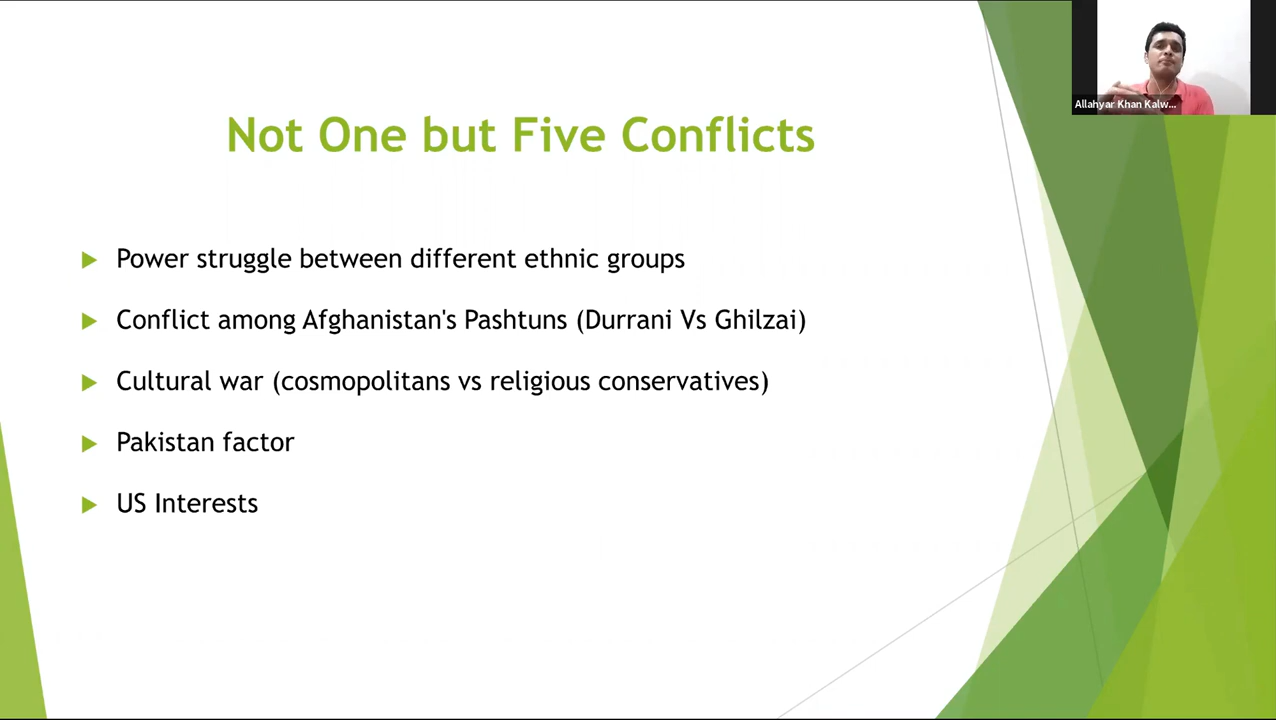 Allahyar Khan Kalw...
Not One but Five Conflicts
Power struggle between different ethnic groups
Conflict among Afghanistan's Pashtuns (Durrani Vs Ghilzai)
Cultural war (cosmopolitans vs religious conservatives)
Pakistan factor
US Interests